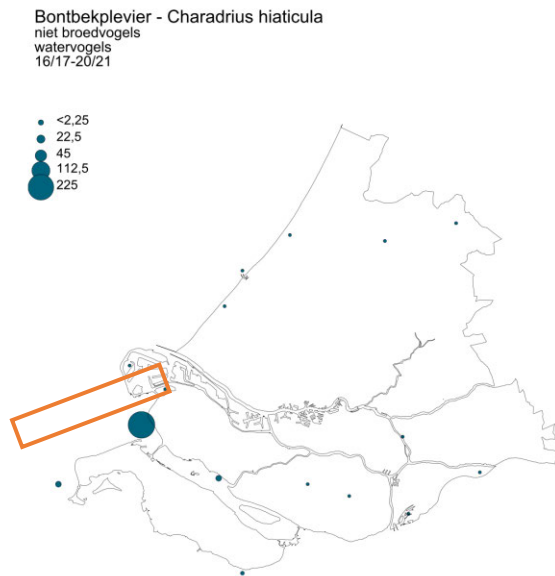 Bontbekplevier - Charadrius hiaticula
niet broedvogels
watervogels
16/17-20/21
<2,25
22,5
45
112,5
225